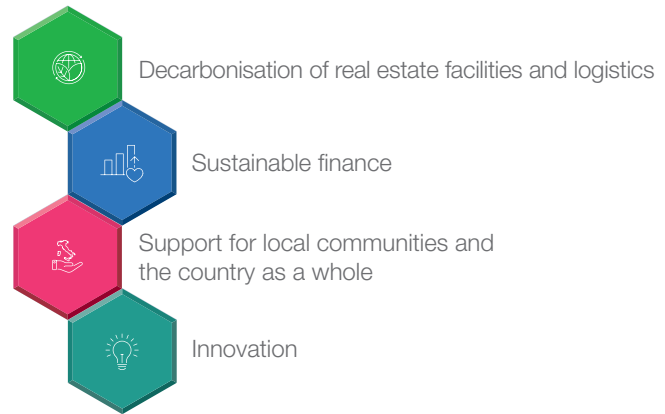 Decarbonisation of real estate facilities and logistics
Sustainable finance
Support for local communities and
the country as a whole
Innovation